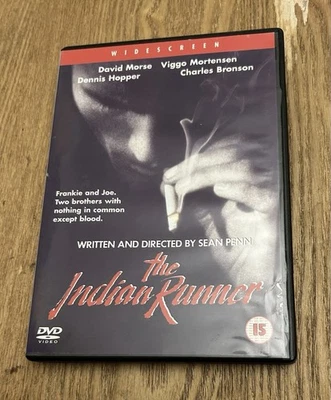 WIDESCREEN
David Morse Viggo Mortensen
Dennis Hopper Charles Bronson
Frankie and Joe.
Two brothers with
nothing in common
except blood.
WRITTEN AND DIRECTED BY SEAN PENN
the
Indian Runner
DVD
VIDEO
15